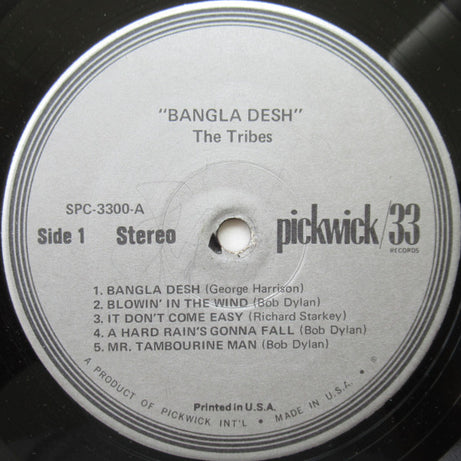 "BANGLA DESH"
The Tribes
SPC-3300-A
Side 1 Stereo
pickwick/33
RECORDS
1. BANGLA DESH (George Harrison)
2. BLOWIN' IN THE WIND (Bob Dylan)
3. IT DON'T COME EASY (Richard Starkey)
4. A HARD RAIN'S GONNA FALL (Bob Dylan)
5. MR. TAMBOURINE MAN (Bob Dylan)
Printed in U.S.A.
A PRODUCT OF PICKWICK INT'L • MADE IN U.S.A. • ®